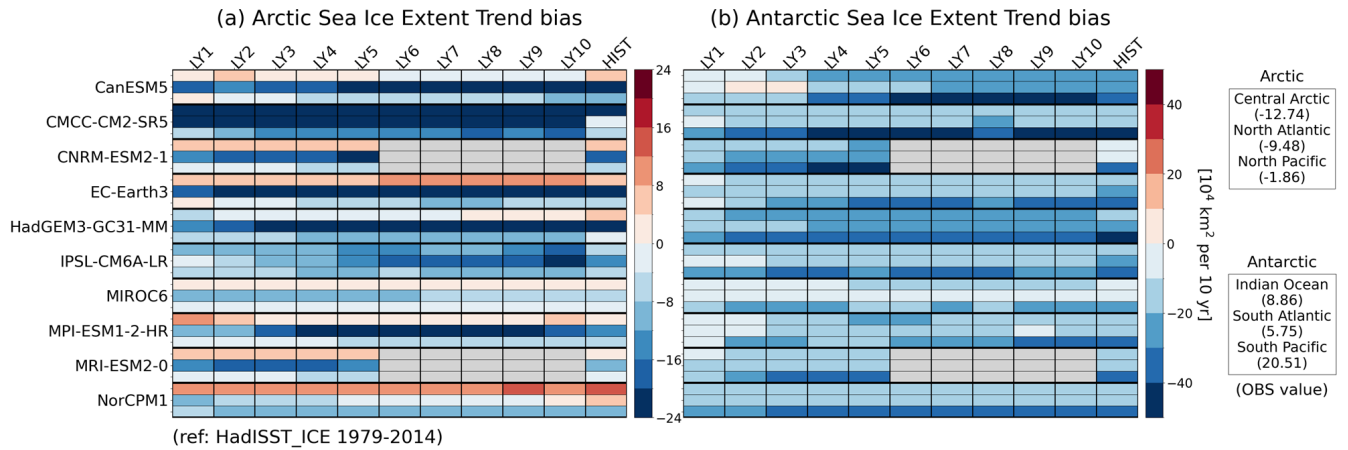 (a) Arctic Sea Ice Extent Trend bias
(b) Antarctic Sea Ice Extent Trend bias
LY1 LY2 LY3 LY4 LY5 LY6 LY7 LY8 LY9 LY10 HIST
LY1 LY2 LY3 LY4 LY5 LY6 LY7 LY8 LY9 LY10 HIST
CanESM5
CMCC-CM2-SR5
CNRM-ESM2-1
EC-Earth3
HadGEM3-GC31-MM
IPSL-CM6A-LR
MIROC6
MPI-ESM1-2-HR
MRI-ESM2-0
NorCPM1
24
16
8
0
−8
−16
−24
40
20
0
−20
−40
[10⁴ km² per 10 yr]
Arctic
Central Arctic
(-12.74)
North Atlantic
(-9.48)
North Pacific
(-1.86)
Antarctic
Indian Ocean
(8.86)
South Atlantic
(5.75)
South Pacific
(20.51)
(OBS value)
(ref: HadISST_ICE 1979-2014)